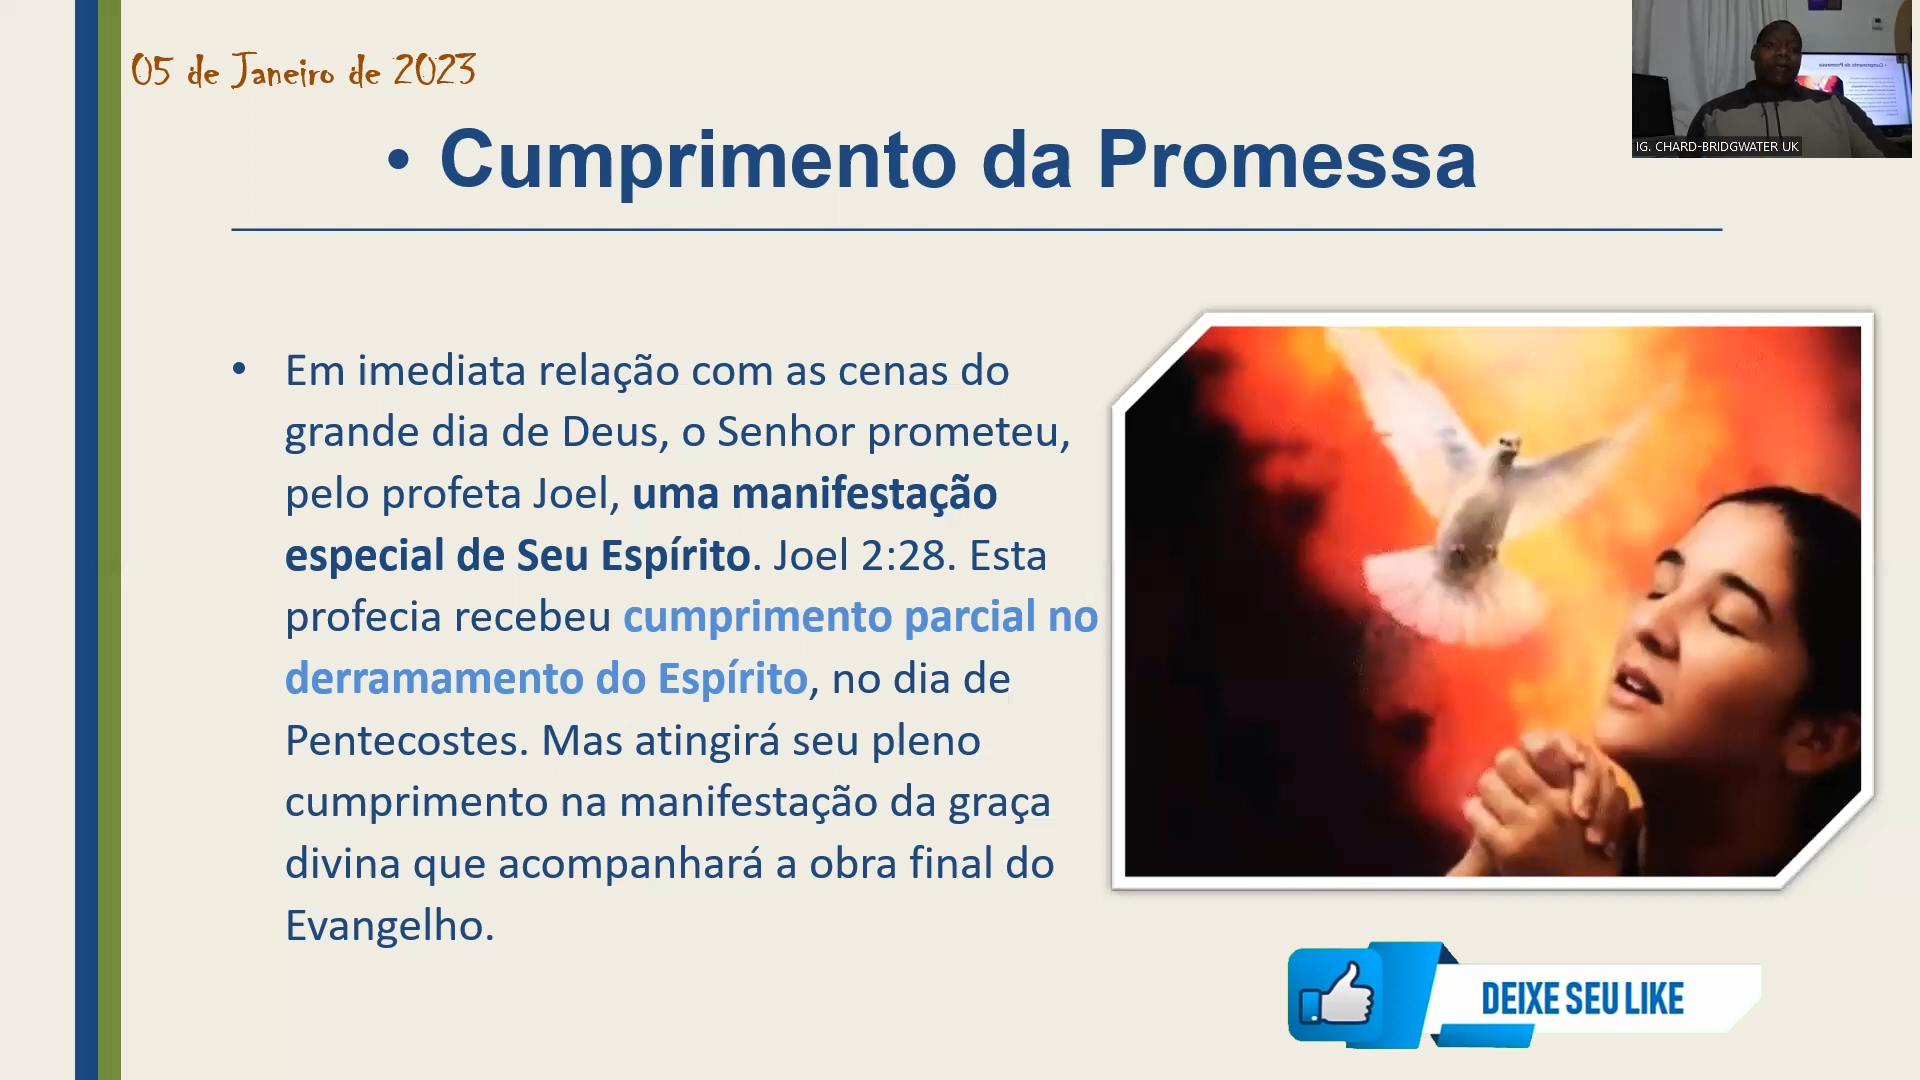 05 de Janeiro de 2023
• Cumprimento da Promessa
• Em imediata relação com as cenas do
grande dia de Deus, o Senhor prometeu,
pelo profeta Joel, uma manifestação
especial de Seu Espírito. Joel 2:28. Esta
profecia recebeu cumprimento parcial no
derramamento do Espírito, no dia de
Pentecostes. Mas atingirá seu pleno
cumprimento na manifestação da graça
divina que acompanhará a obra final do
Evangelho.
IG. CHARD-BRIDGWATER UK
DEIXE SEU LIKE